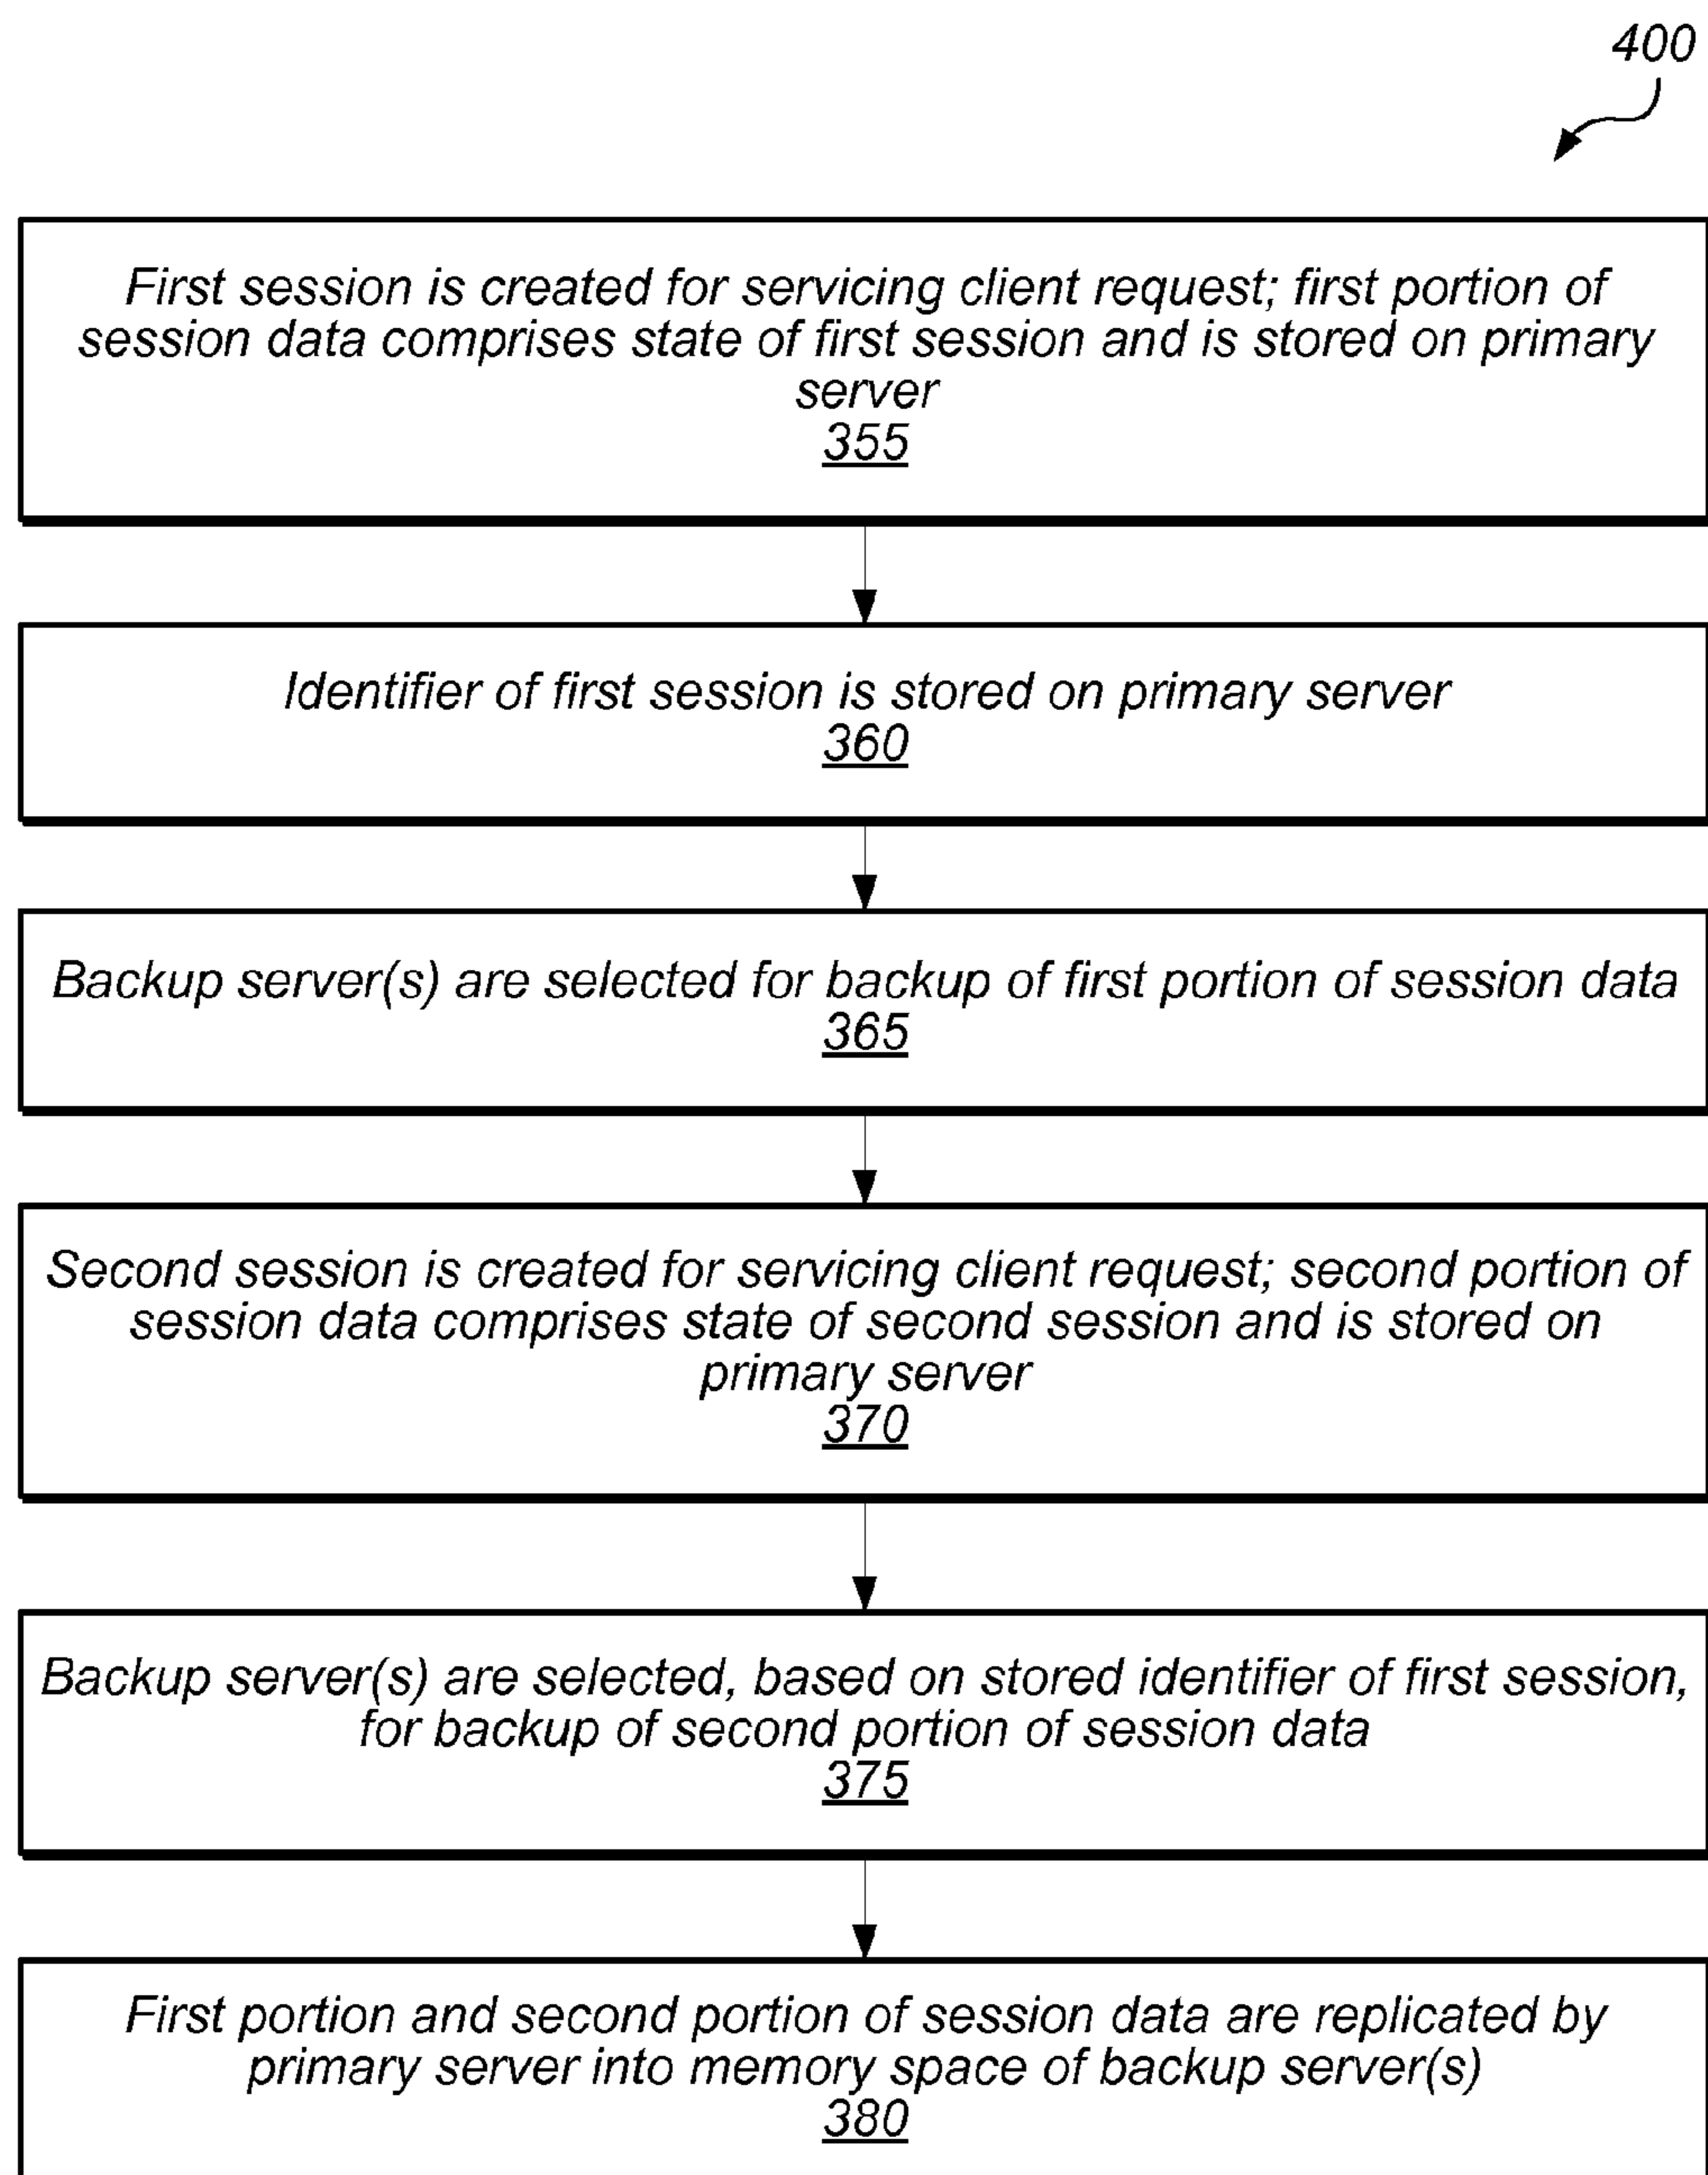 400
First session is created for servicing client request; first portion of
session data comprises state of first session and is stored on primary
server
355
Identifier of first session is stored on primary server
360
Backup server(s) are selected for backup of first portion of session data
365
Second session is created for servicing client request; second portion of
session data comprises state of second session and is stored on
primary server
370
Backup server(s) are selected, based on stored identifier of first session,
for backup of second portion of session data
375
First portion and second portion of session data are replicated by
primary server into memory space of backup server(s)
380